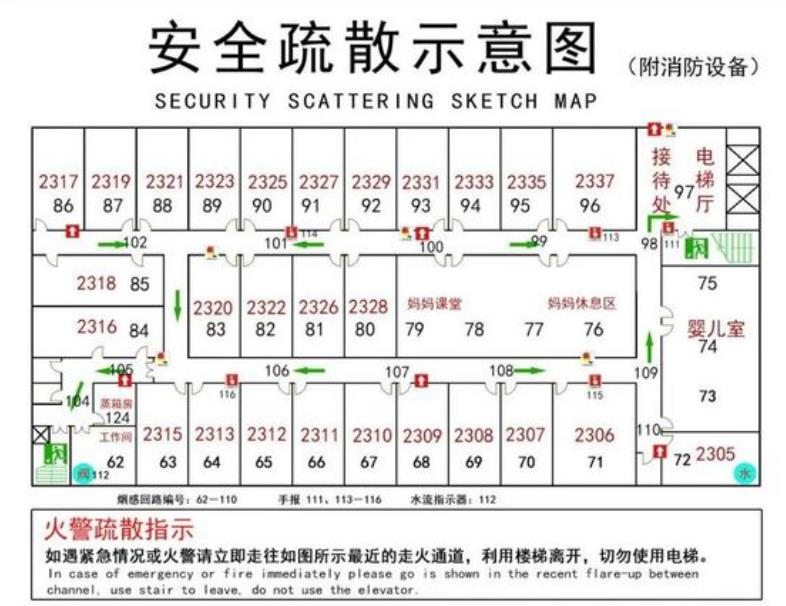 安全疏散示意图
（附消防设备）
SECURITY SCATTERING SKETCH MAP
2317 2319 2321 2323 2325 2327 2329 2331 2333 2335 2337 接待处 电梯厅
86 87 88 89 90 91 92 93 94 95 96 97
102 101 114 100 99 113 98 111
2318 85
2316 84
2320 2322 2326 2328 妈妈课堂 妈妈休息区
83 82 81 80 79 78 77 76
75
婴儿室
74
73
105 106 107 108 109
116 115
104
蒸箱房
124
110
工作间
62
2315 2313 2312 2311 2310 2309 2308 2307 2306
63 64 65 66 67 68 69 70 71
72 2305
阀 112
水
烟感回路编号：62－110 手报 111、113－116 水流指示器：112
火警疏散指示
如遇紧急情况或火警请立即走往如图所示最近的走火通道，利用楼梯离开，切勿使用电梯。
In case of emergency or fire immediately please go is shown in the recent flare-up between
channel, use stair to leave, do not use the elevator.